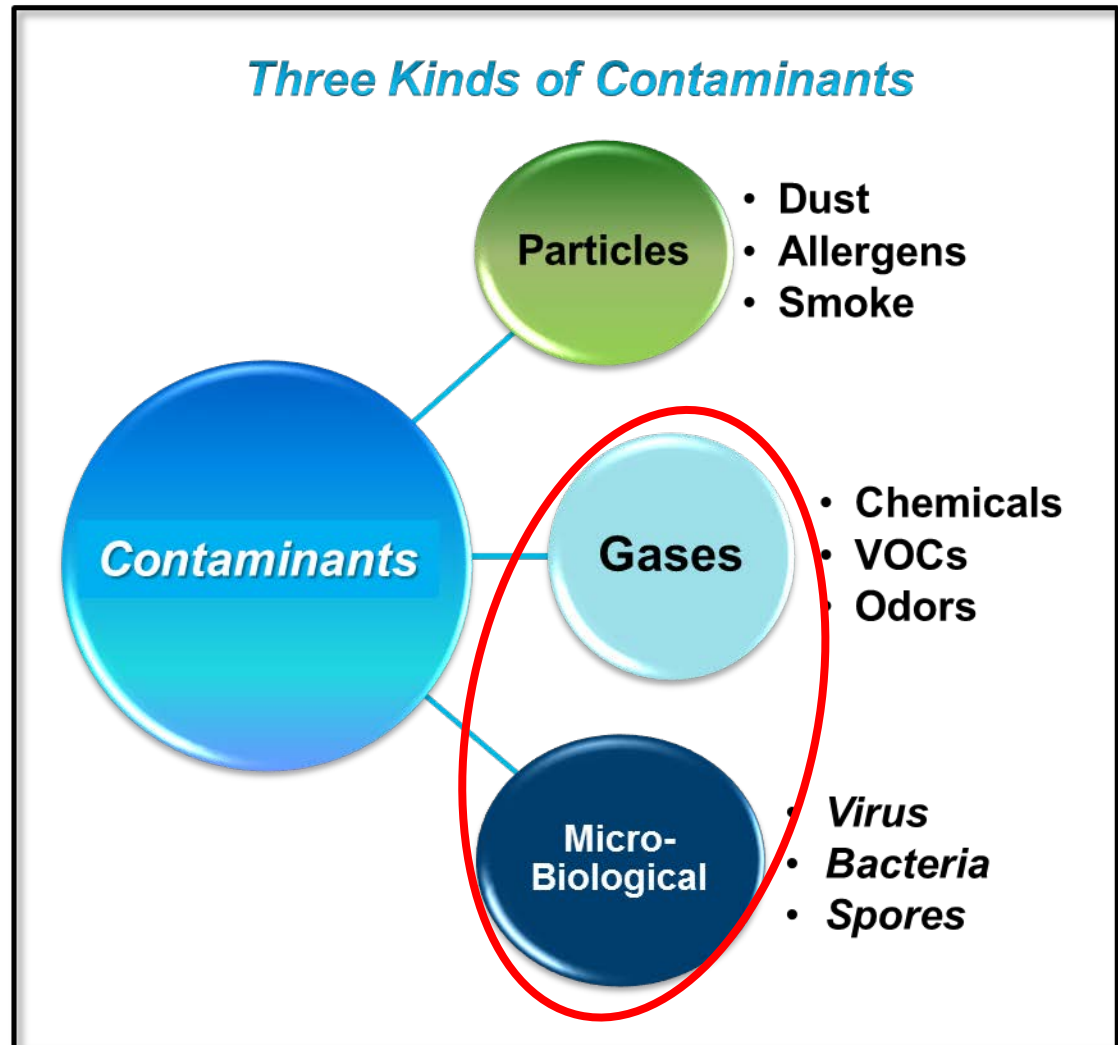 Three Kinds of Contaminants
Particles
• Dust
• Allergens
• Smoke
Contaminants
Gases
• Chemicals
• VOCs
• Odors
Micro-
Biological
• Virus
• Bacteria
• Spores